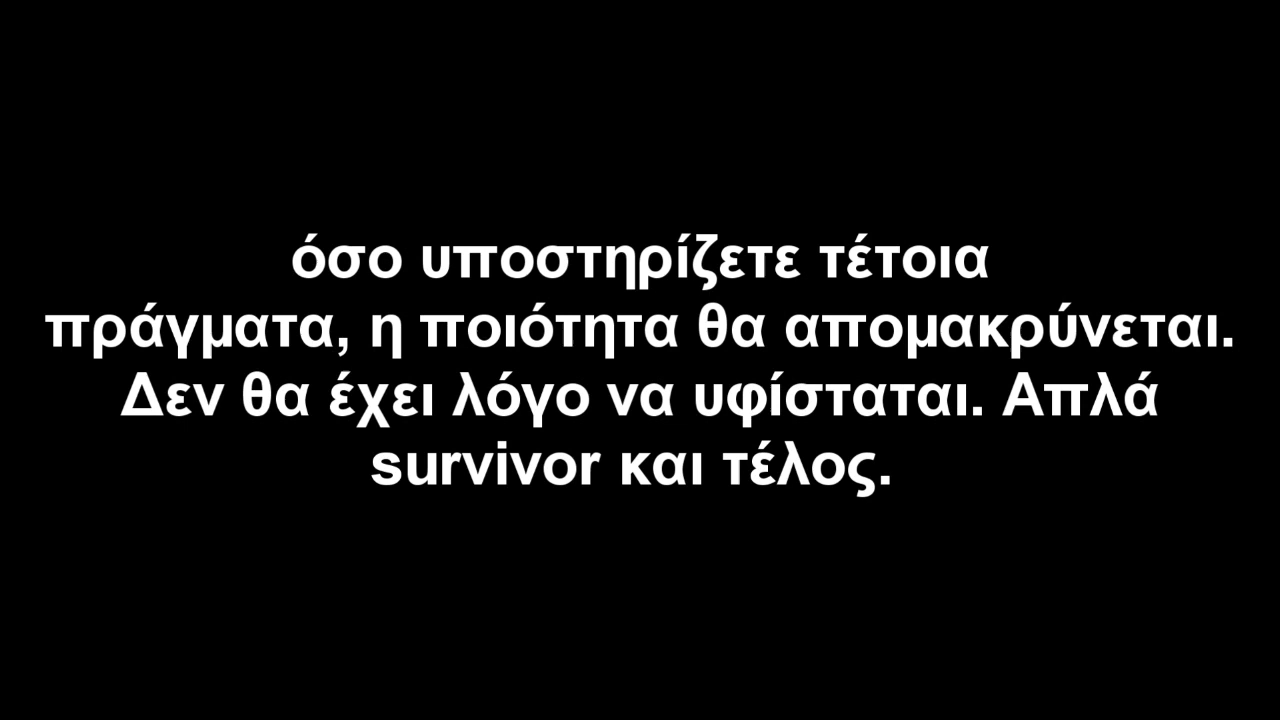 όσο υποστηρίζετε τέτοια
πράγματα, η ποιότητα θα απομακρύνεται.
Δεν θα έχει λόγο να υφίσταται. Απλά
survivor και τέλος.